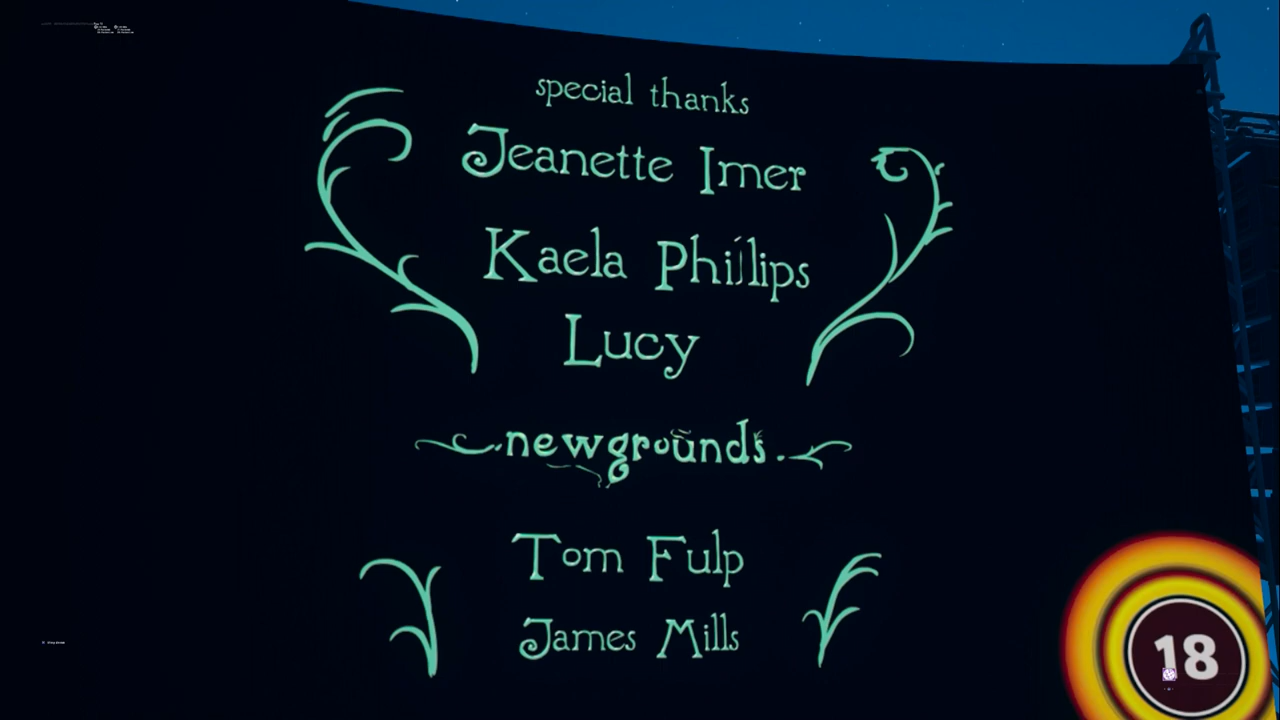 special thanks
Jeanette Imer
Kaela Phillips
Lucy
newgrounds
Tom Fulp
James Mills
18